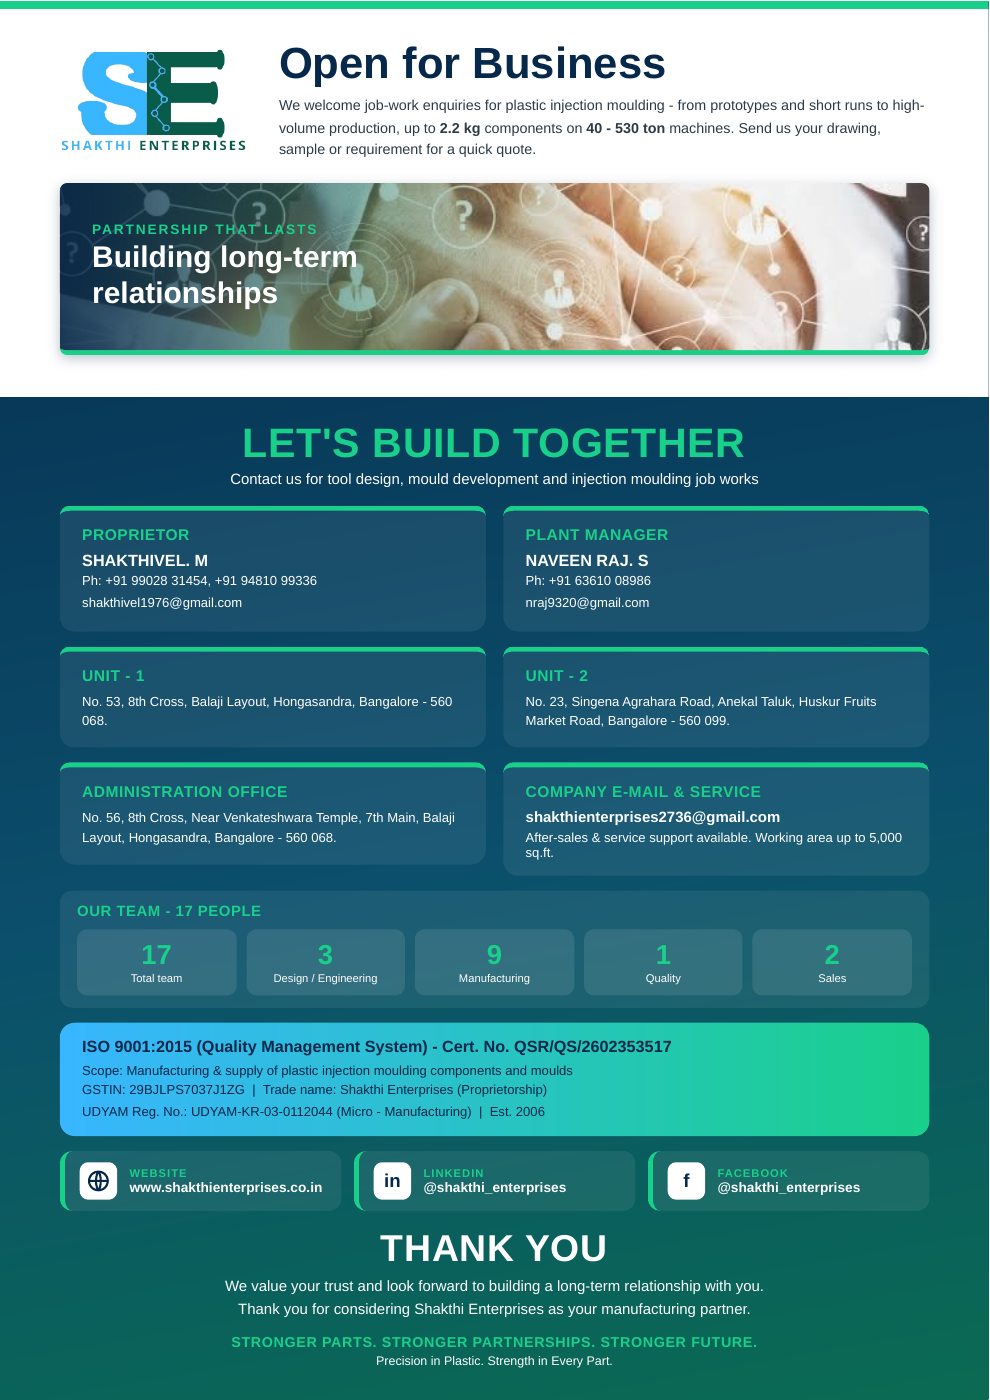 SE
SHAKTHI ENTERPRISES
Open for Business
We welcome job-work enquiries for plastic injection moulding - from prototypes and short runs to high-
volume production, up to 2.2 kg components on 40 - 530 ton machines. Send us your drawing,
sample or requirement for a quick quote.
PARTNERSHIP THAT LASTS
Building long-term
relationships
LET'S BUILD TOGETHER
Contact us for tool design, mould development and injection moulding job works
PROPRIETOR
SHAKTHIVEL. M
Ph: +91 99028 31454, +91 94810 99336
shakthivel1976@gmail.com
PLANT MANAGER
NAVEEN RAJ. S
Ph: +91 63610 08986
nraj9320@gmail.com
UNIT - 1
No. 53, 8th Cross, Balaji Layout, Hongasandra, Bangalore - 560
068.
UNIT - 2
No. 23, Singena Agrahara Road, Anekal Taluk, Huskur Fruits
Market Road, Bangalore - 560 099.
ADMINISTRATION OFFICE
No. 56, 8th Cross, Near Venkateshwara Temple, 7th Main, Balaji
Layout, Hongasandra, Bangalore - 560 068.
COMPANY E-MAIL & SERVICE
shakthienterprises2736@gmail.com
After-sales & service support available. Working area up to 5,000
sq.ft.
OUR TEAM - 17 PEOPLE
17
Total team
3
Design / Engineering
9
Manufacturing
1
Quality
2
Sales
ISO 9001:2015 (Quality Management System) - Cert. No. QSR/QS/2602353517
Scope: Manufacturing & supply of plastic injection moulding components and moulds
GSTIN: 29BJLPS7037J1ZG | Trade name: Shakthi Enterprises (Proprietorship)
UDYAM Reg. No.: UDYAM-KR-03-0112044 (Micro - Manufacturing) | Est. 2006
WEBSITE
www.shakthienterprises.co.in
in
LINKEDIN
@shakthi_enterprises
f
FACEBOOK
@shakthi_enterprises
THANK YOU
We value your trust and look forward to building a long-term relationship with you.
Thank you for considering Shakthi Enterprises as your manufacturing partner.
STRONGER PARTS. STRONGER PARTNERSHIPS. STRONGER FUTURE.
Precision in Plastic. Strength in Every Part.